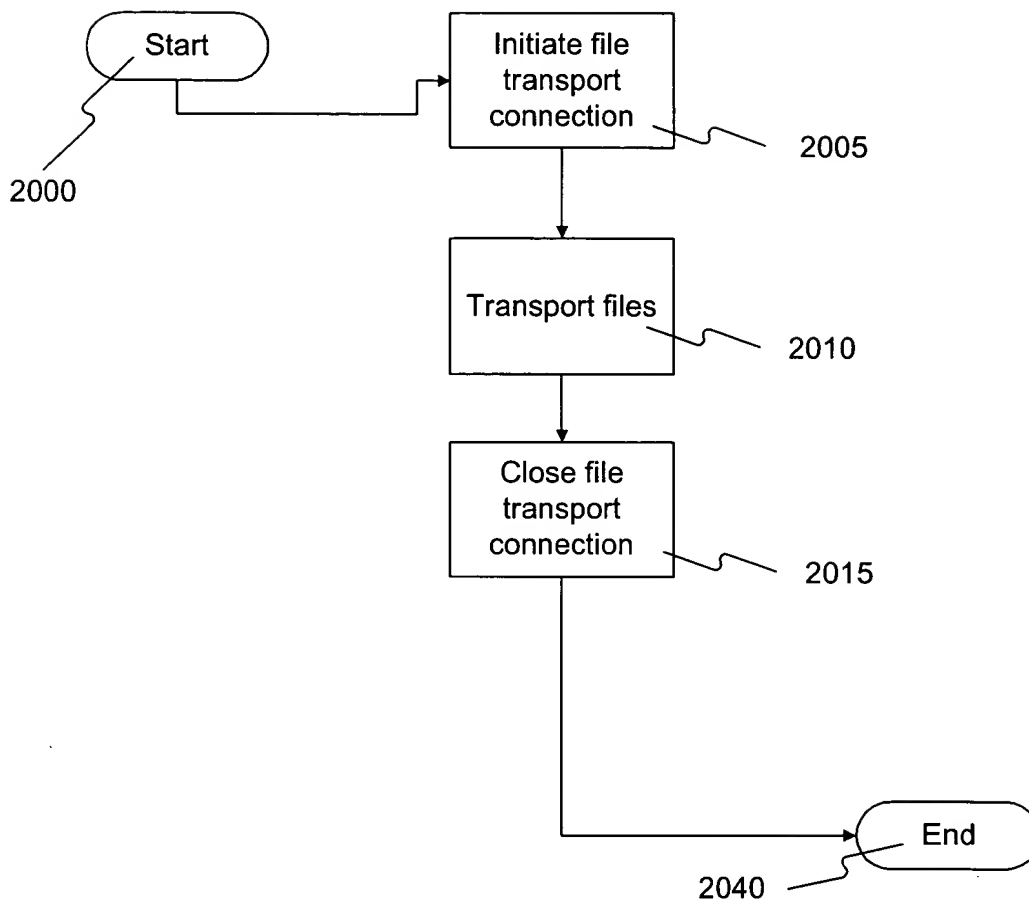 Start
2000
Initiate file
transport
connection
2005
Transport files
2010
Close file
transport
connection
2015
End
2040